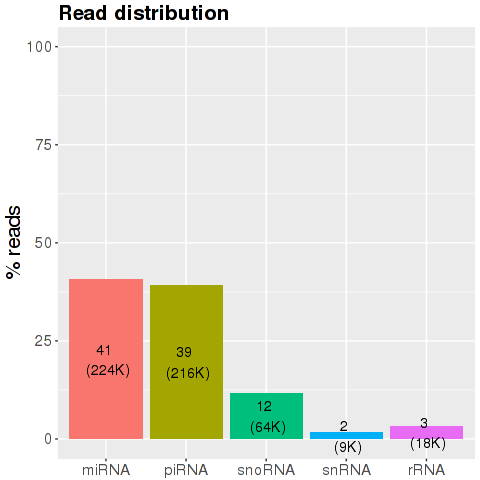 Read distribution
% reads
100
75
50
25
0
41
(224K)
39
(216K)
12
(64K)
2
(9K)
3
(18K)
miRNA piRNA snoRNA snRNA rRNA